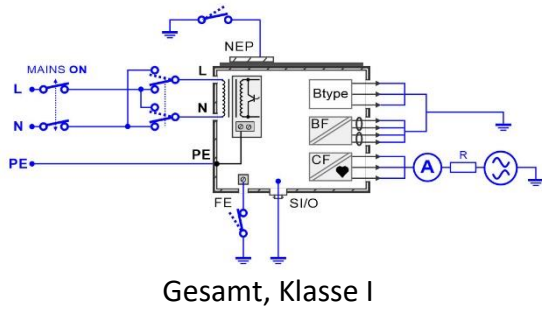 NEP
MAINS ON
L
L
Btype
N
N
BF
PE
PE
CF
A
R
FE
SI/O
Gesamt, Klasse I